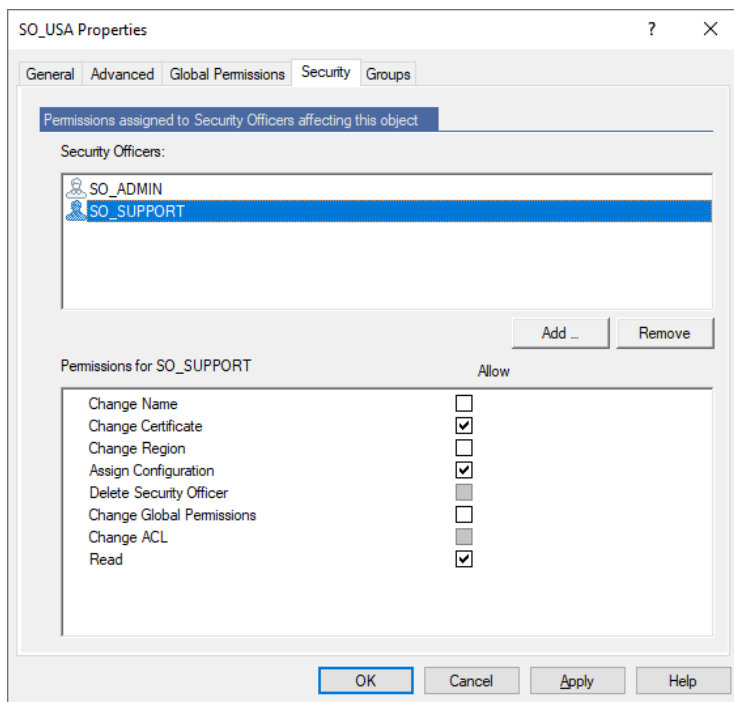 SO_USA Properties ?
General Advanced Global Permissions Security Groups
Permissions assigned to Security Officers affecting this object
Security Officers:
SO_ADMIN
SO_SUPPORT
Add ... Remove
Permissions for SO_SUPPORT Allow
Change Name
Change Certificate
Change Region
Assign Configuration
Delete Security Officer
Change Global Permissions
Change ACL
Read
OK Cancel Apply Help